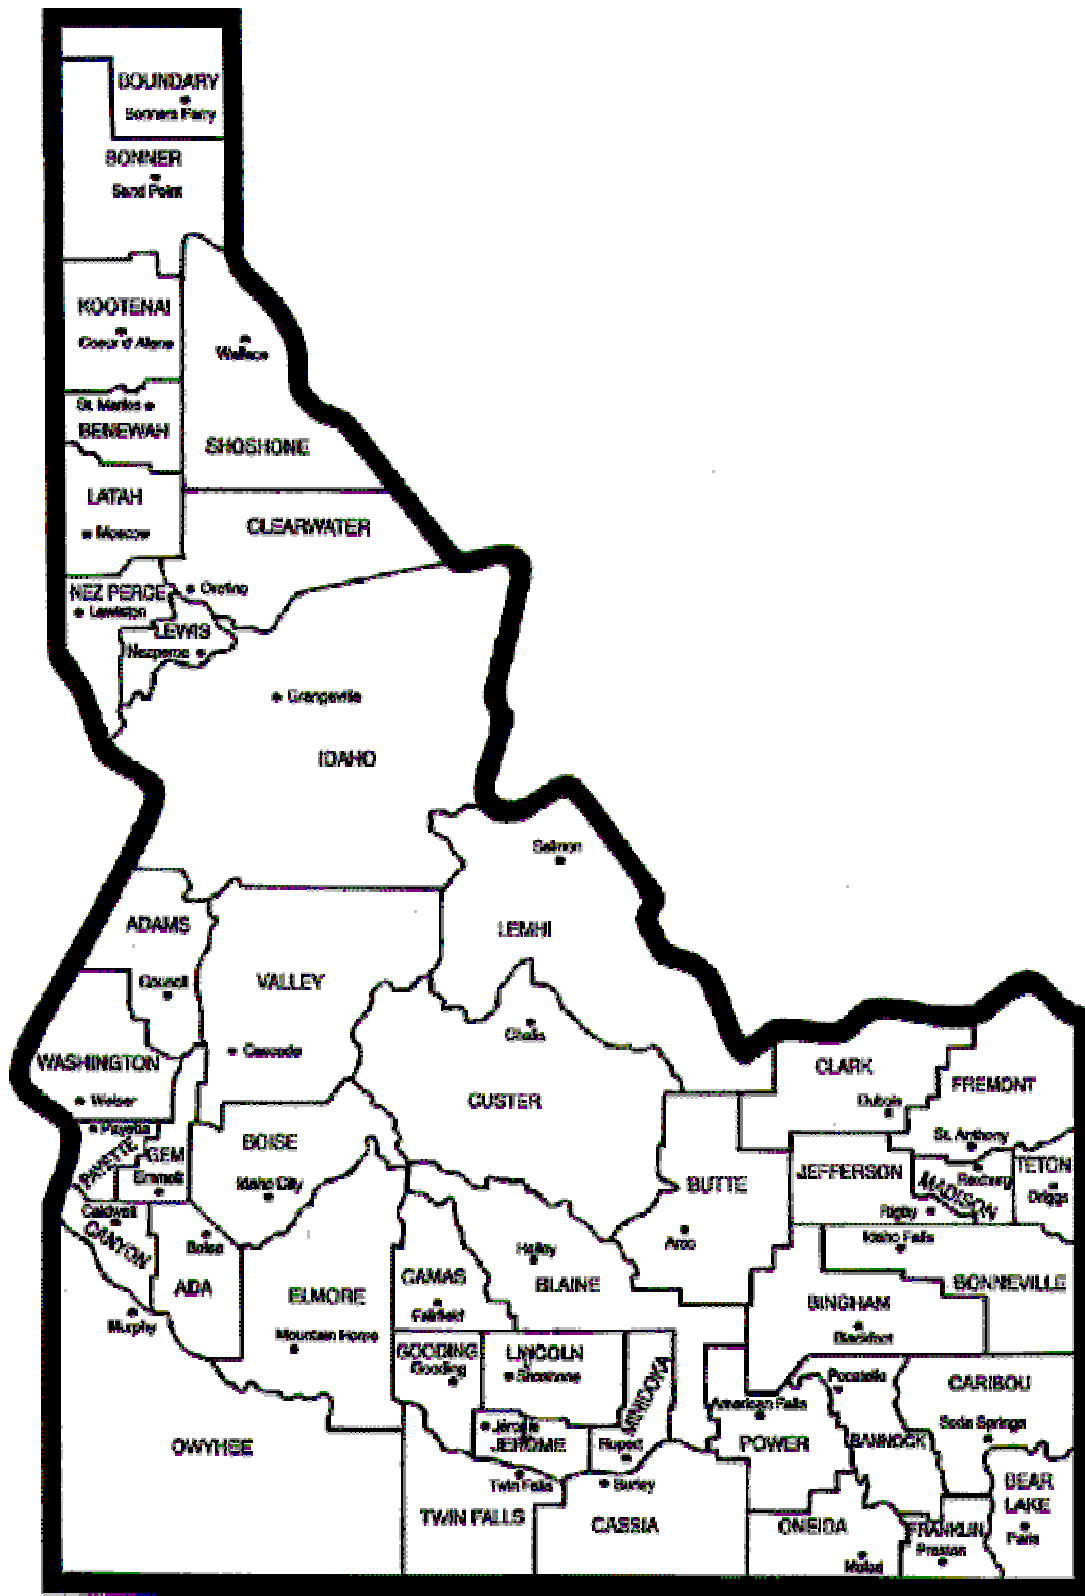 BOUNDARY
Bonners Ferry
BONNER
Sand Point
KOOTENAI
Coeur d'Alene
Wallace
St. Maries
BENEWAH
SHOSHONE
LATAH
Moscow
CLEARWATER
NEZ PERCE
Orofino
Lewiston
LEWIS
Nezperce
Grangeville
IDAHO
Salmon
ADAMS
LEMHI
Council
VALLEY
Challis
WASHINGTON
Cascade
CLARK
FREMONT
Weiser
CUSTER
Dubois
Payette
PAYETTE
GEM
BOISE
St. Anthony
Emmett
Idaho City
BUTTE
JEFFERSON
MADISON
Rexburg
TETON
Driggs
Caldwell
CANYON
Rigby
Boise
Arco
Idaho Falls
Hailey
ADA
ELMORE
CAMAS
BLAINE
BONNEVILLE
Murphy
Fairfield
BINGHAM
Mountain Home
Blackfoot
GOODING
Gooding
LINCOLN
Shoshone
MINIDOKA
Pocatello
CARIBOU
American Falls
Jerome
JEROME
Rupert
POWER
BANNOCK
Soda Springs
OWYHEE
Twin Falls
Burley
BEAR
LAKE
TWIN FALLS
CASSIA
ONEIDA
FRANKLIN
Preston
Paris
Malad